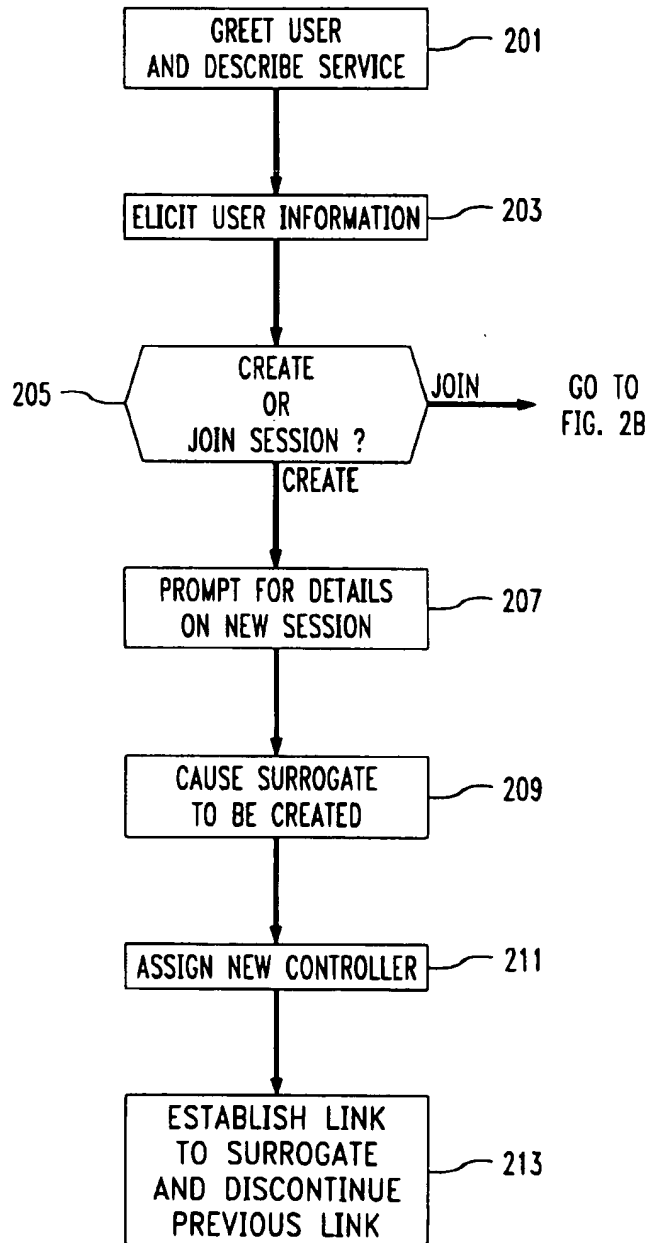 GREET USER
AND DESCRIBE SERVICE
201
ELICIT USER INFORMATION
203
205
CREATE
OR
JOIN SESSION ?
JOIN
GO TO
FIG. 2B
CREATE
PROMPT FOR DETAILS
ON NEW SESSION
207
CAUSE SURROGATE
TO BE CREATED
209
ASSIGN NEW CONTROLLER
211
ESTABLISH LINK
TO SURROGATE
AND DISCONTINUE
PREVIOUS LINK
213